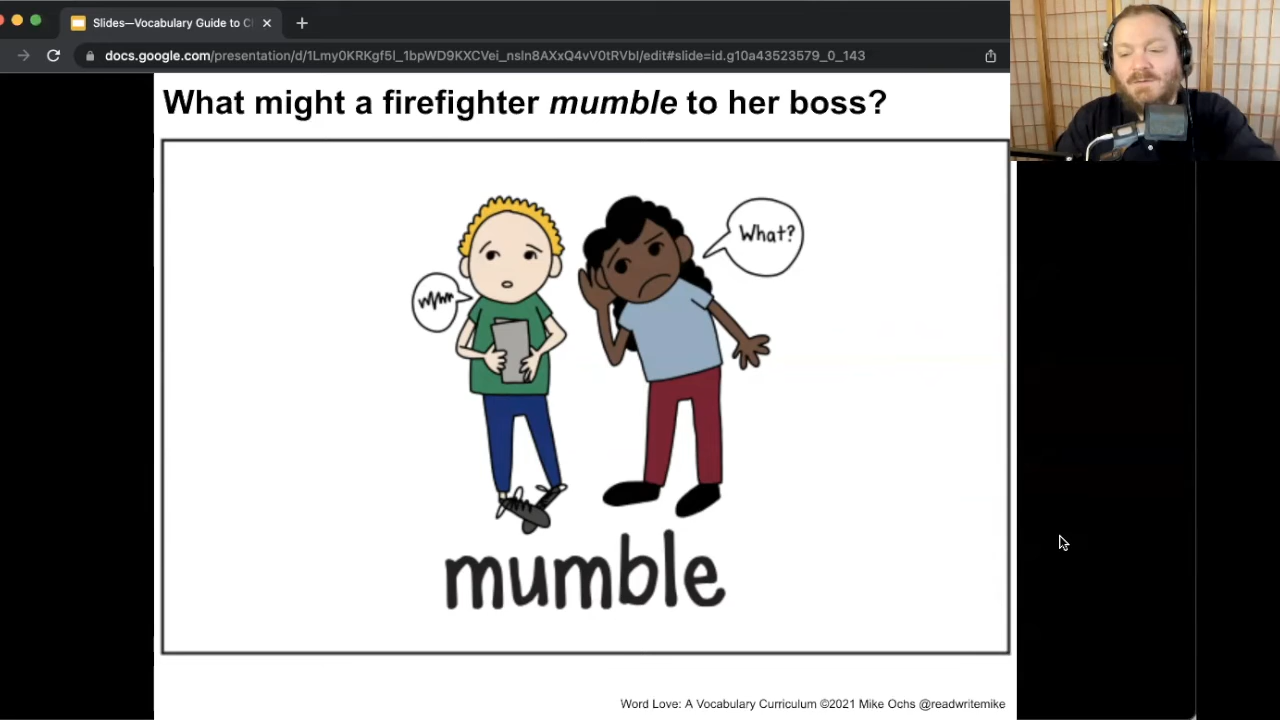 Slides—Vocabulary Guide to C
docs.google.com/presentation/d/1Lmy0KRKgf5I_1bpWD9KXCVei_nsIn8AXxQ4vV0tRVbI/edit#slide=id.g10a43523579_0_143
What might a firefighter mumble to her boss?
What?
mumble
Word Love: A Vocabulary Curriculum ©2021 Mike Ochs @readwritemike